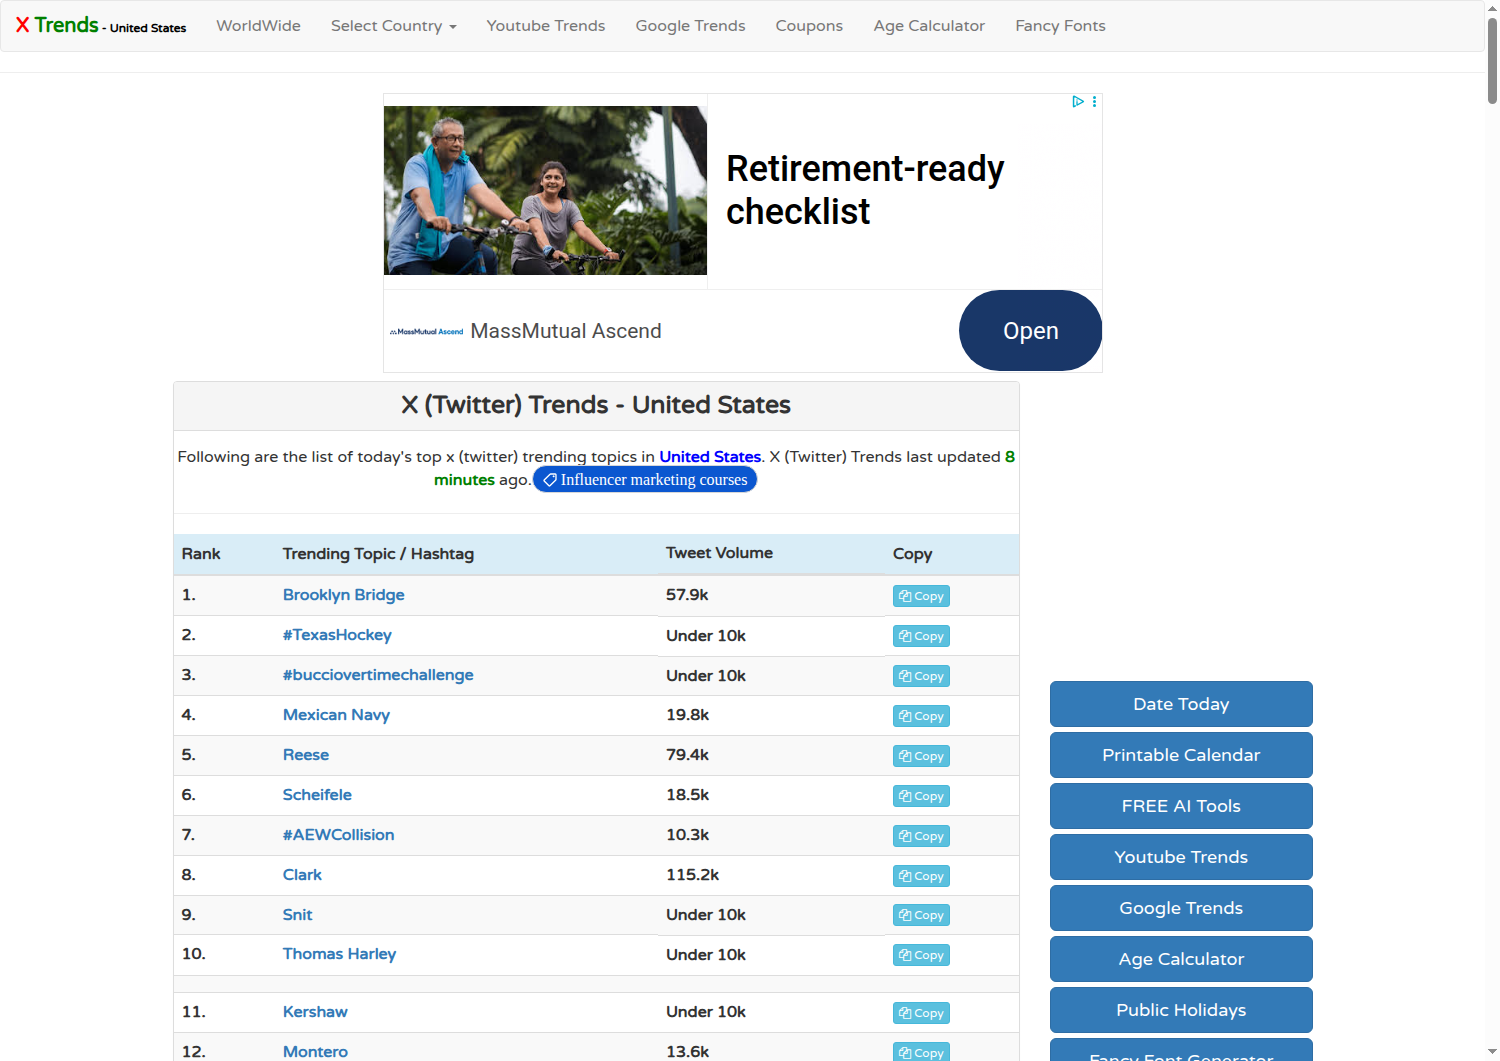 X Trends - United States
WorldWide
Select Country
Youtube Trends
Google Trends
Coupons
Age Calculator
Fancy Fonts
Retirement-ready
checklist
MassMutual Ascend
MassMutual Ascend
Open
X (Twitter) Trends - United States
Following are the list of today's top x (twitter) trending topics in United States. X (Twitter) Trends last updated 8
minutes ago. Influencer marketing courses
Rank Trending Topic / Hashtag Tweet Volume Copy
1. Brooklyn Bridge 57.9k Copy
2. #TexasHockey Under 10k Copy
3. #bucciovertimechallenge Under 10k Copy
4. Mexican Navy 19.8k Copy
5. Reese 79.4k Copy
6. Scheifele 18.5k Copy
7. #AEWCollision 10.3k Copy
8. Clark 115.2k Copy
9. Snit Under 10k Copy
10. Thomas Harley Under 10k Copy
11. Kershaw Under 10k Copy
12. Montero 13.6k Copy
Date Today
Printable Calendar
FREE AI Tools
Youtube Trends
Google Trends
Age Calculator
Public Holidays
Fancy Font Generator